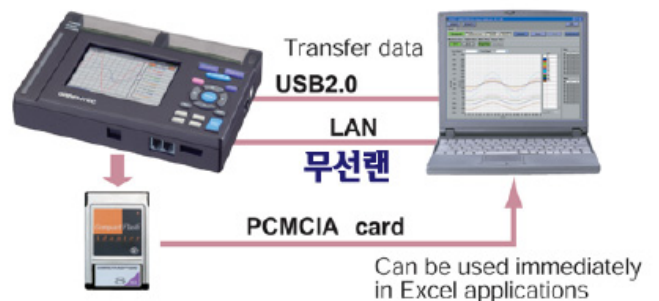 Transfer data
USB2.0
LAN
무선랜
PCMCIA card
Can be used immediately
in Excel applications